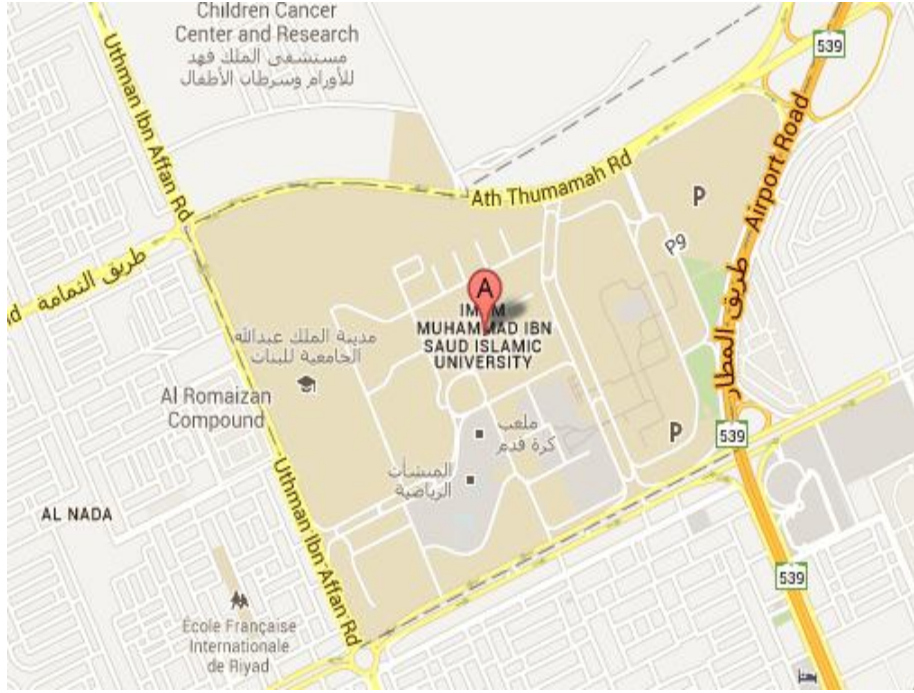 Children Cancer
Center and Research
مستشفى الملك فهد
للأورام وسرطان الأطفال
539
Uthman Ibn Affan Rd
Ath Thumamah Rd
Airport Road
طريق المطار
P
P9
طريق الثمامة
d
A
IMAM
MUHAMMAD IBN
SAUD ISLAMIC
UNIVERSITY
مدينة الملك عبدالله
الجامعية للبنات
Al Romaizan
Compound
ملعب
كرة قدم
P
539
المنشآت
الرياضية
Uthman Ibn Affan Rd
AL NADA
539
École Française
Internationale
de Riyad